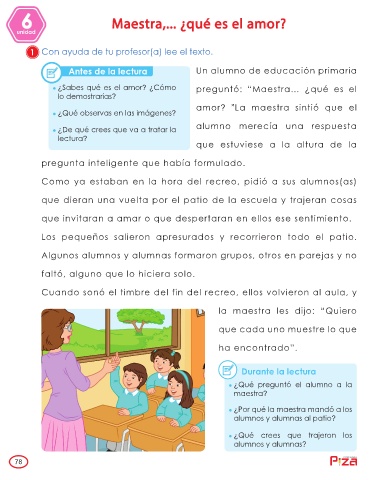 6
unidad
Maestra,... ¿qué es el amor?
1 Con ayuda de tu profesor(a) lee el texto.
Antes de la lectura
• ¿Sabes qué es el amor? ¿Cómo
lo demostrarías?
• ¿Qué observas en las imágenes?
• ¿De qué crees que va a tratar la
lectura?
Un alumno de educación primaria
preguntó: “Maestra... ¿qué es el
amor? "La maestra sintió que el
alumno merecía una respuesta
que estuviese a la altura de la
pregunta inteligente que había formulado.
Como ya estaban en la hora del recreo, pidió a sus alumnos(as)
que dieran una vuelta por el patio de la escuela y trajeran cosas
que invitaran a amar o que despertaran en ellos ese sentimiento.
Los pequeños salieron apresurados y recorrieron todo el patio.
Algunos alumnos y alumnas formaron grupos, otros en parejas y no
faltó, alguno que lo hiciera solo.
Cuando sonó el timbre del fin del recreo, ellos volvieron al aula, y
la maestra les dijo: “Quiero
que cada uno muestre lo que
ha encontrado”.
Durante la lectura
• ¿Qué preguntó el alumno a la
maestra?
• ¿Por qué la maestra mandó a los
alumnos y alumnas al patio?
• ¿Qué crees que trajeron los
alumnos y alumnas?
78